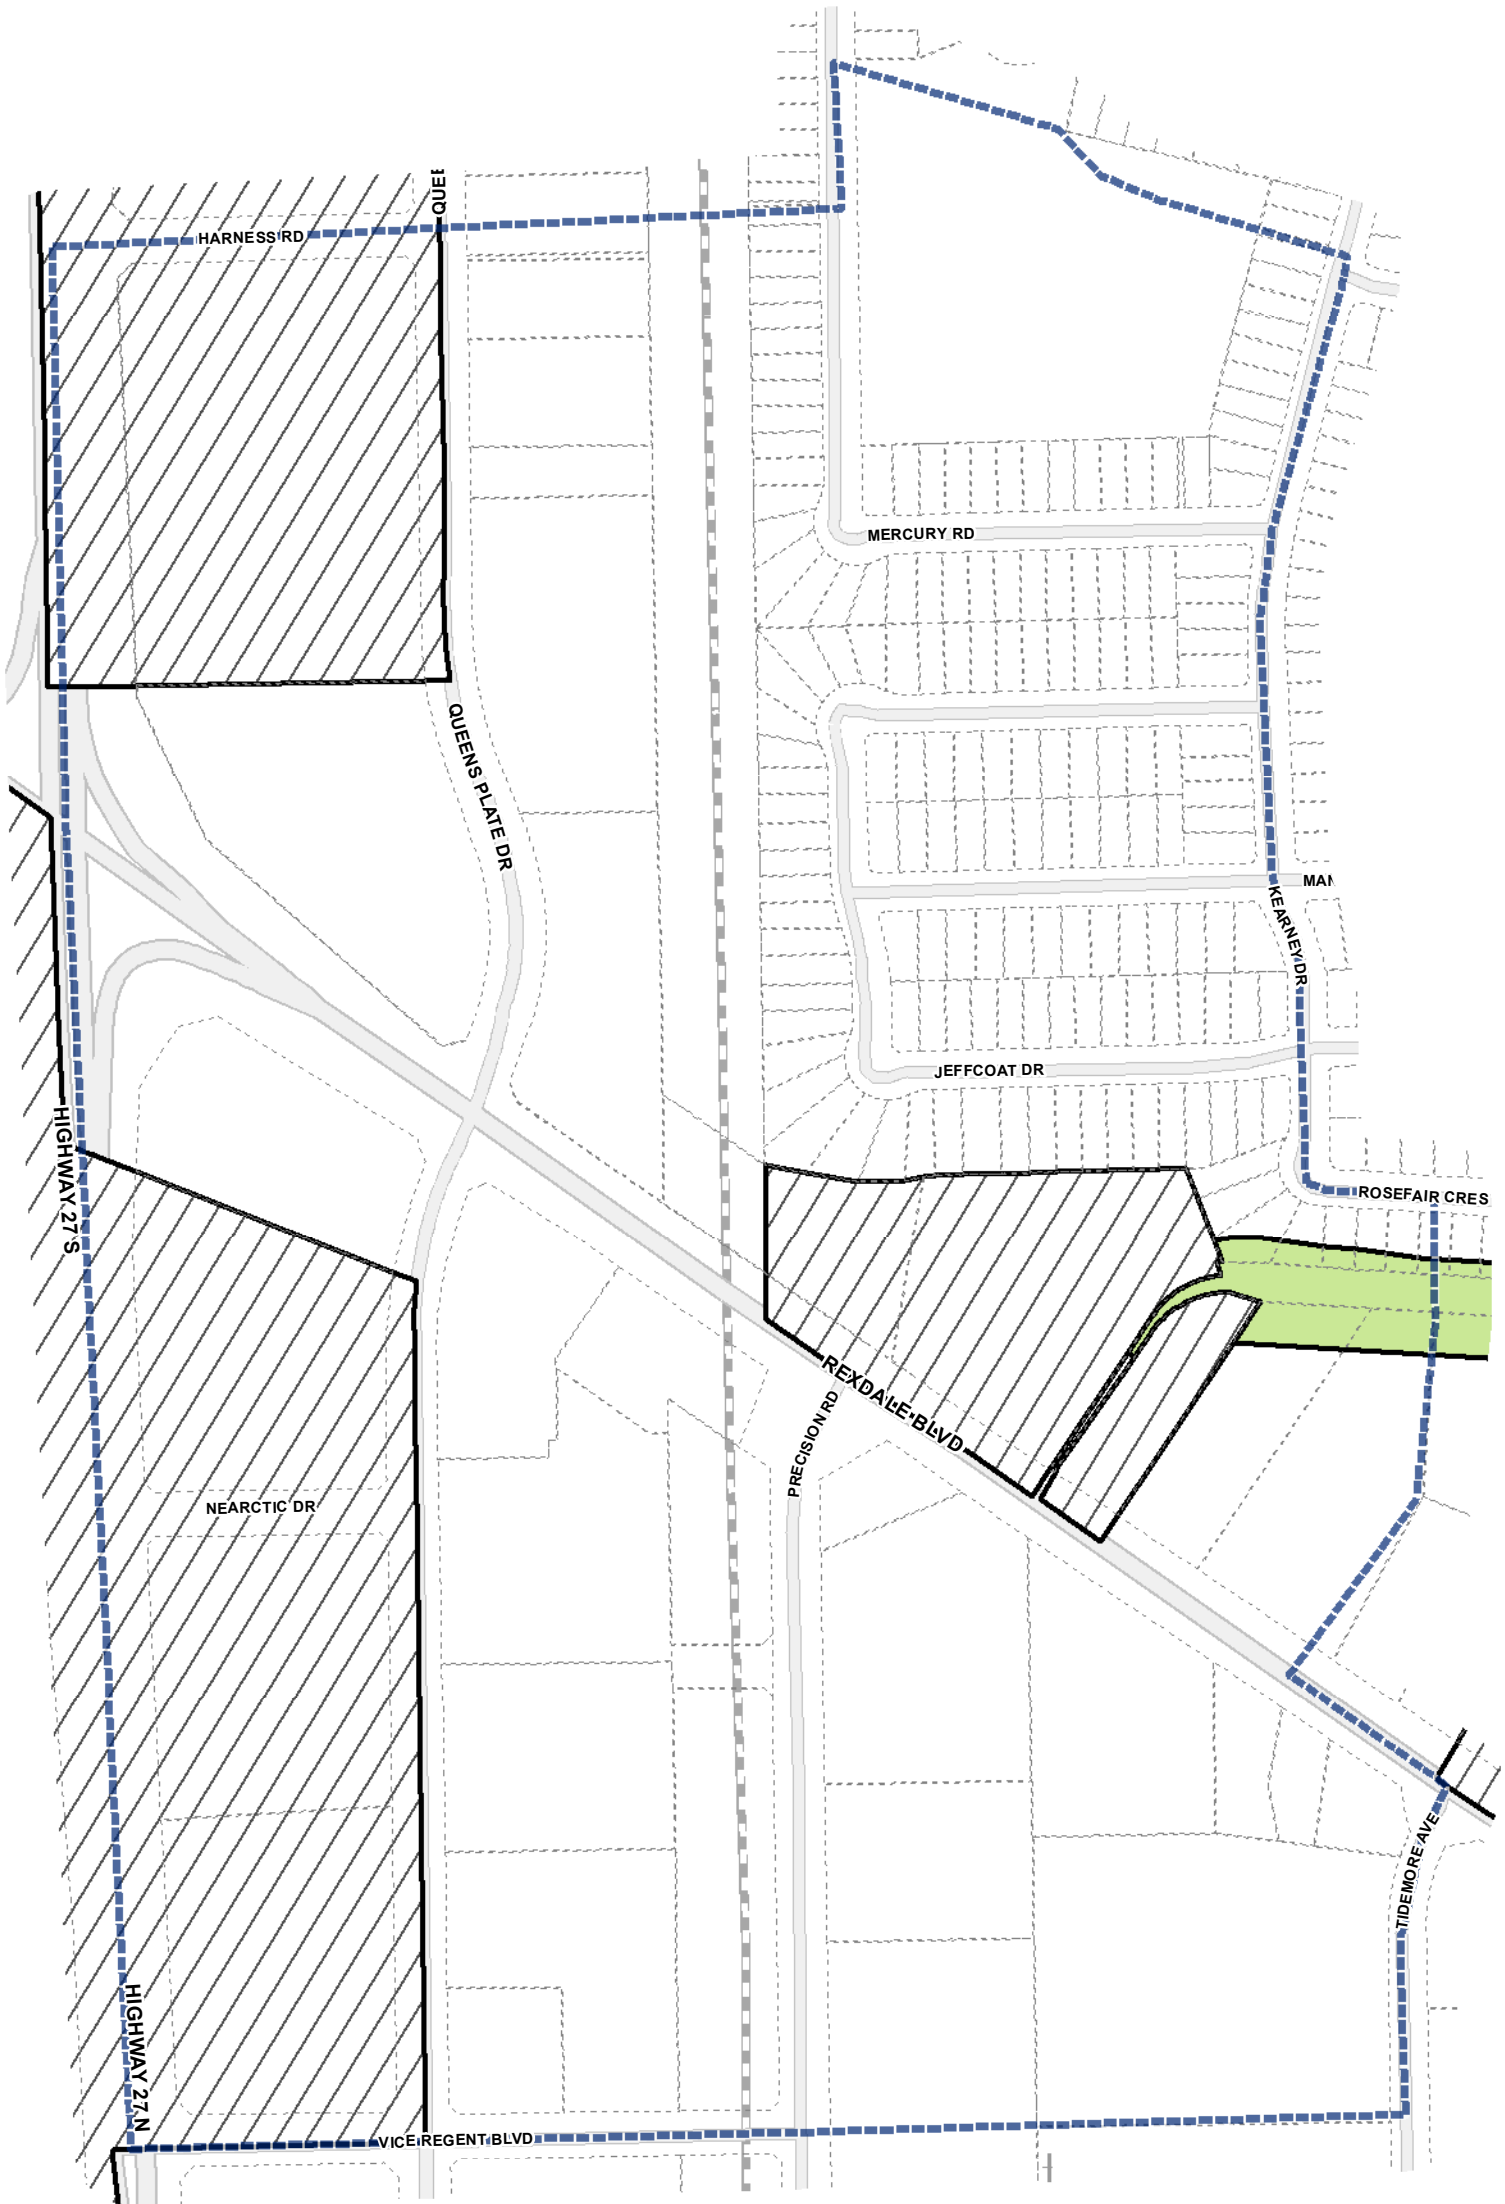 QUEE
HARNESS RD
MERCURY RD
QUEENS PLATE DR
MAN
KEARNEY DR
JEFFCOAT DR
HIGHWAY 27 S
ROSEFAIR CRES
REXDALE BLVD
PRECISION RD
NEARCTIC DR
TIDEMORE AVE
HIGHWAY 27 N
VICE REGENT BLVD